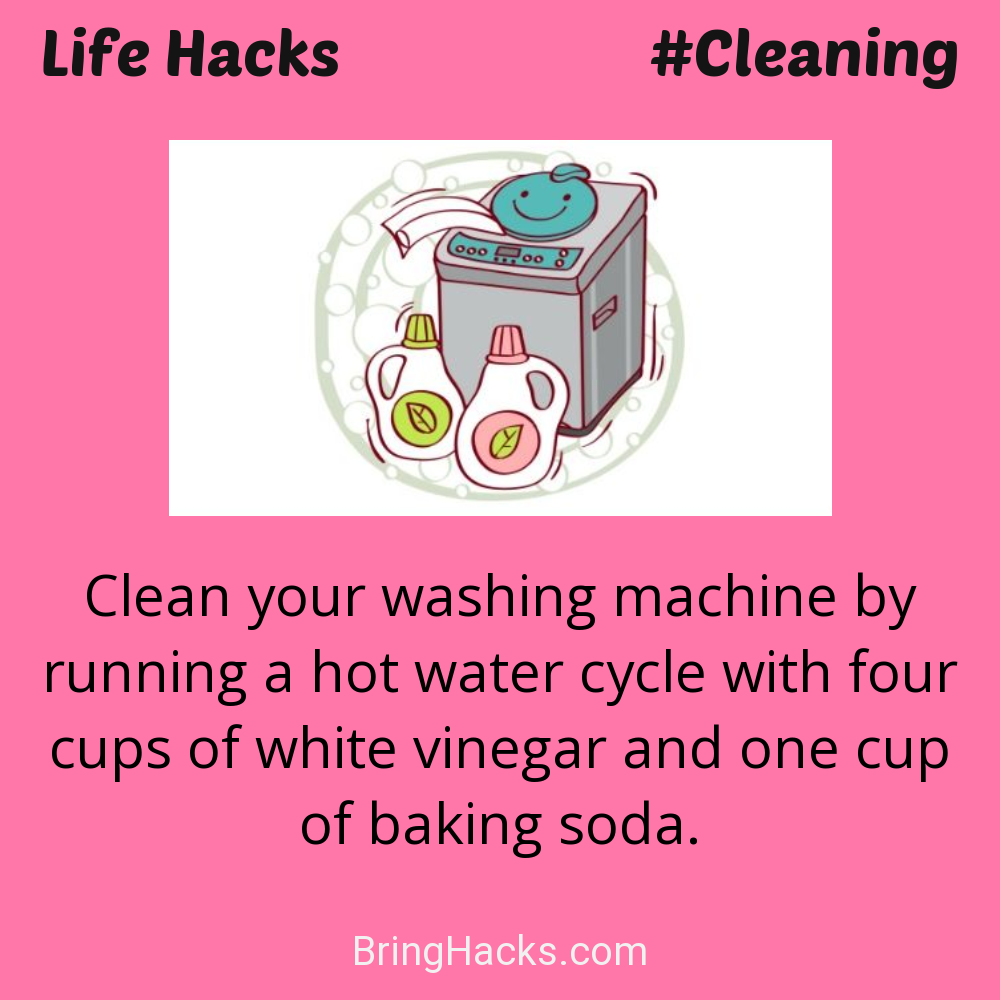 Life Hacks
#Cleaning
Clean your washing machine by
running a hot water cycle with four
cups of white vinegar and one cup
of baking soda.
BringHacks.com